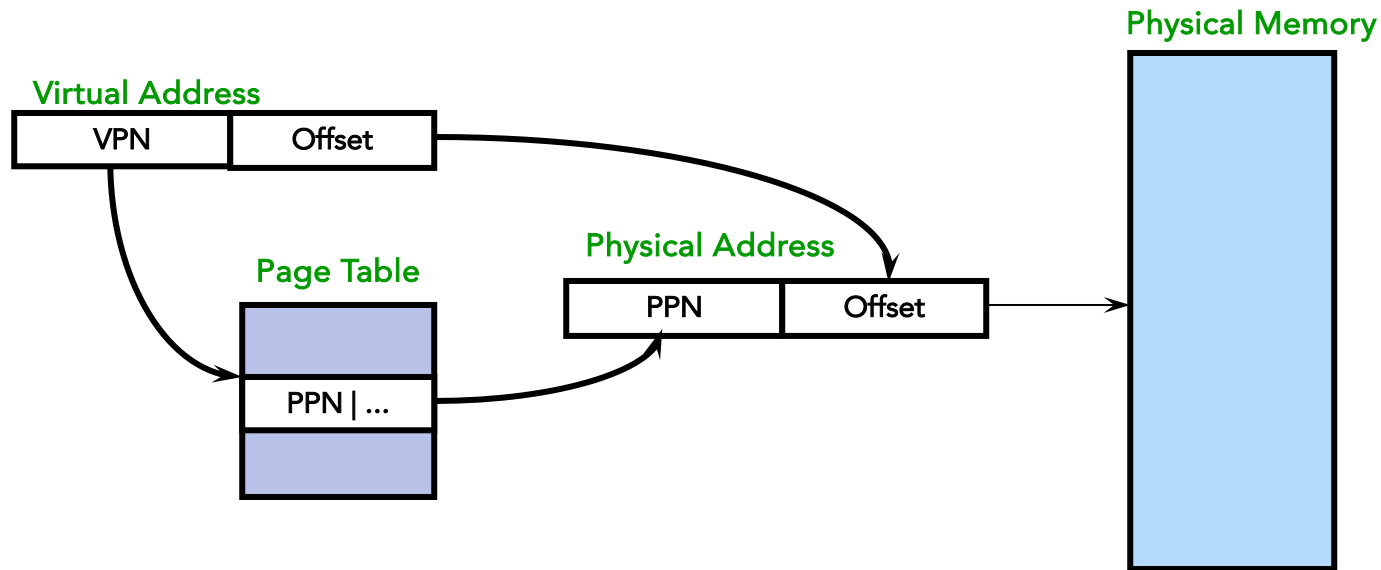 Physical Memory
Virtual Address
VPN
Offset
Physical Address
Page Table
PPN
Offset
PPN | ...